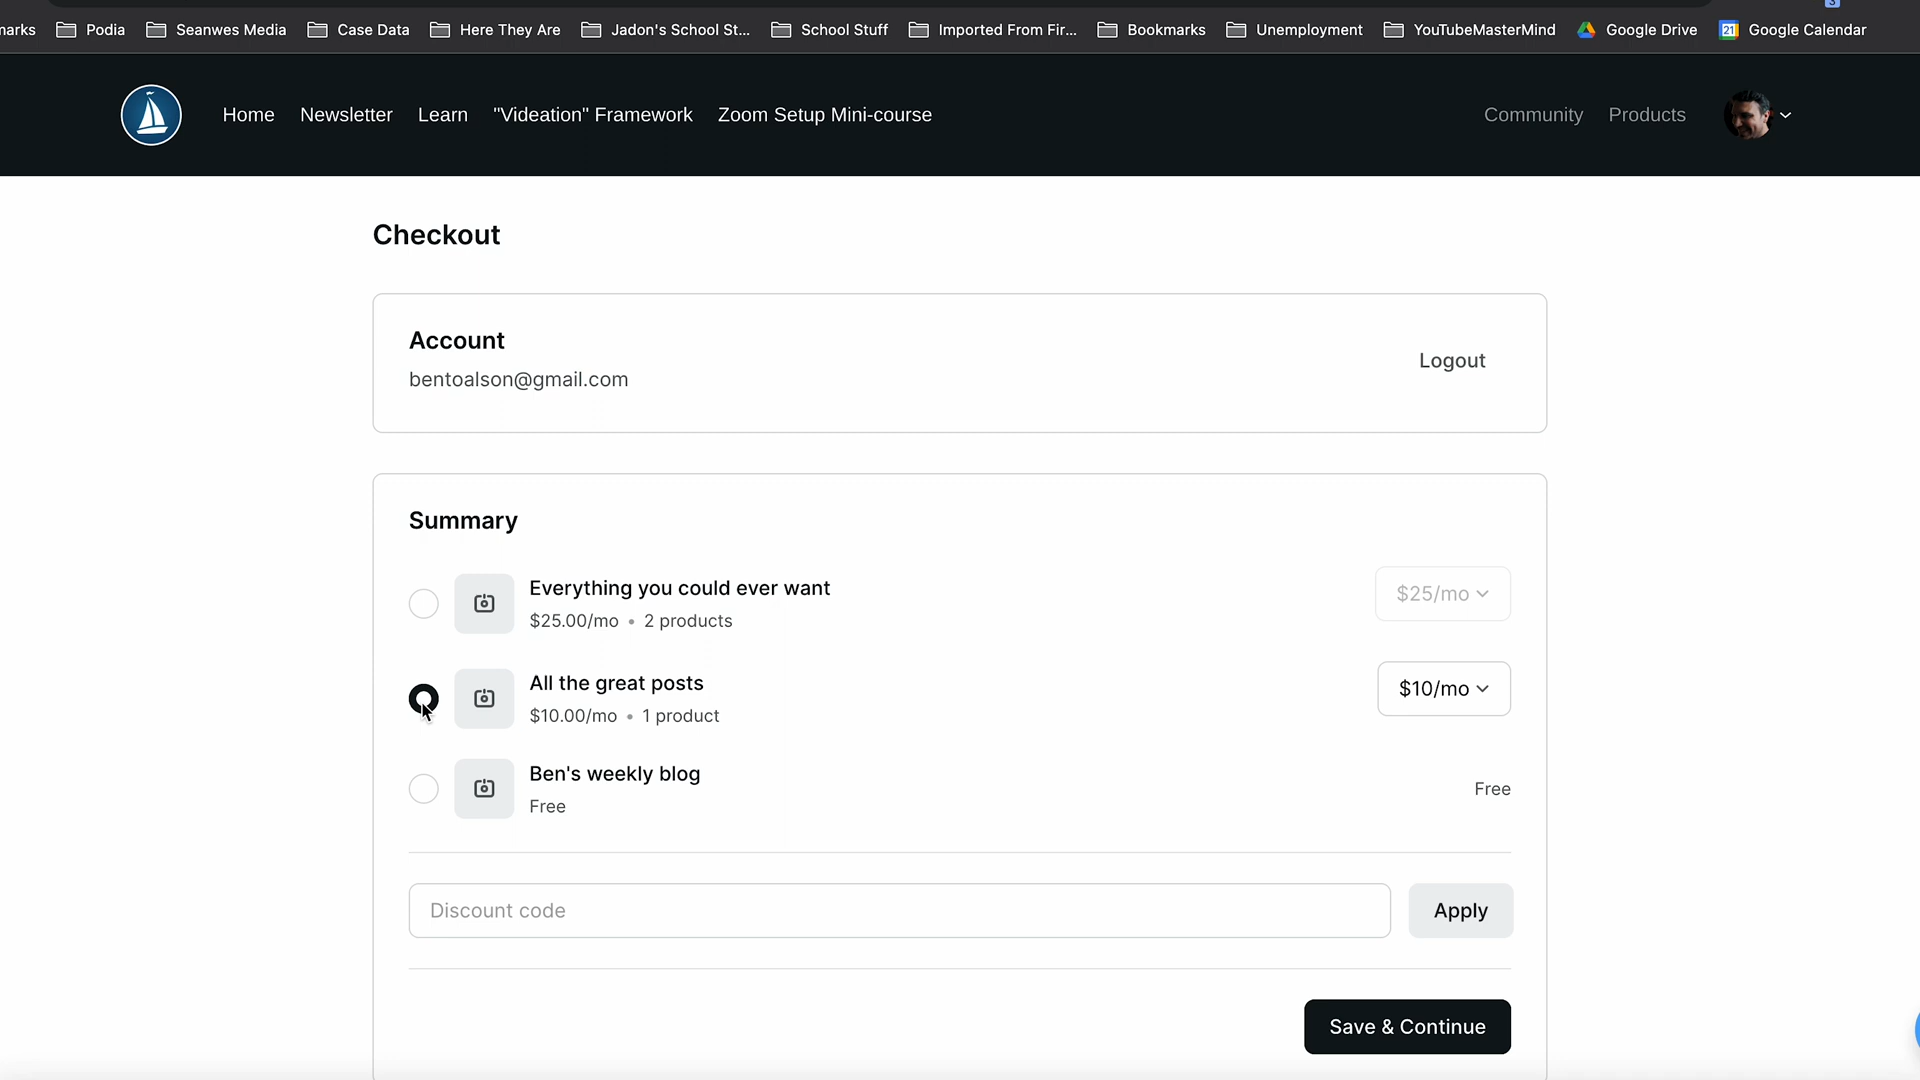 arks Podia Seanwes Media Case Data Here They Are Jadon's School St... School Stuff Imported From Fir... Bookmarks Unemployment YouTubeMasterMind Google Drive 21 Google Calendar
Home Newsletter Learn "Videation" Framework Zoom Setup Mini-course Community Products
Checkout
Account
bentoalson@gmail.com
Logout
Summary
Everything you could ever want
$25.00/mo • 2 products
$25/mo
All the great posts
$10.00/mo • 1 product
$10/mo
Ben's weekly blog
Free
Free
Discount code
Apply
Save & Continue